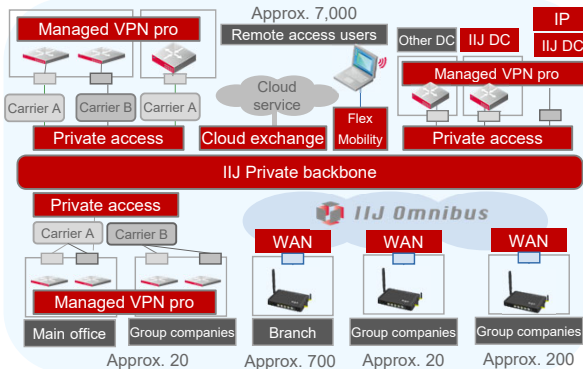 Managed VPN pro
Carrier A
Carrier B
Carrier A
Private access
Approx. 7,000
Remote access users
Cloud
service
Cloud exchange
Flex
Mobility
Other DC
IIJ DC
IP
IIJ DC
Managed VPN pro
Private access
IIJ Private backbone
Private access
Carrier A
Carrier B
Managed VPN pro
Main office
Group companies
Approx. 20
IIJ Omnibus
WAN
Branch
Approx. 700
WAN
Group companies
Approx. 20
WAN
Group companies
Approx. 200